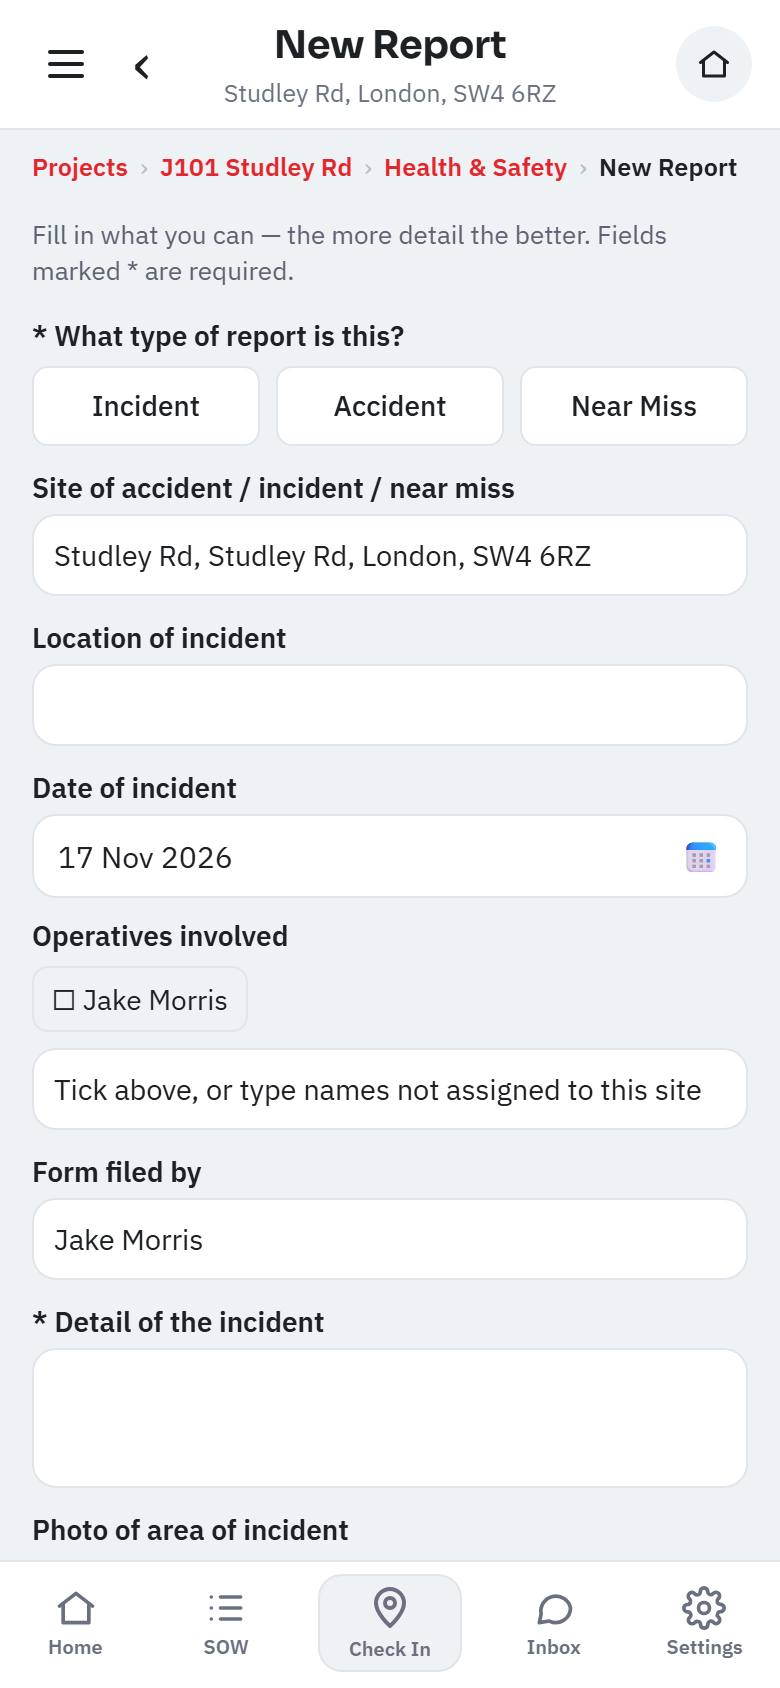 New Report
Studley Rd, London, SW4 6RZ
Projects › J101 Studley Rd › Health & Safety › New Report
Fill in what you can — the more detail the better. Fields
marked * are required.
* What type of report is this?
Incident
Accident
Near Miss
Site of accident / incident / near miss
Studley Rd, Studley Rd, London, SW4 6RZ
Location of incident
Date of incident
17 Nov 2026
Operatives involved
☐ Jake Morris
Tick above, or type names not assigned to this site
Form filed by
Jake Morris
* Detail of the incident
Photo of area of incident
Home
SOW
Check In
Inbox
Settings